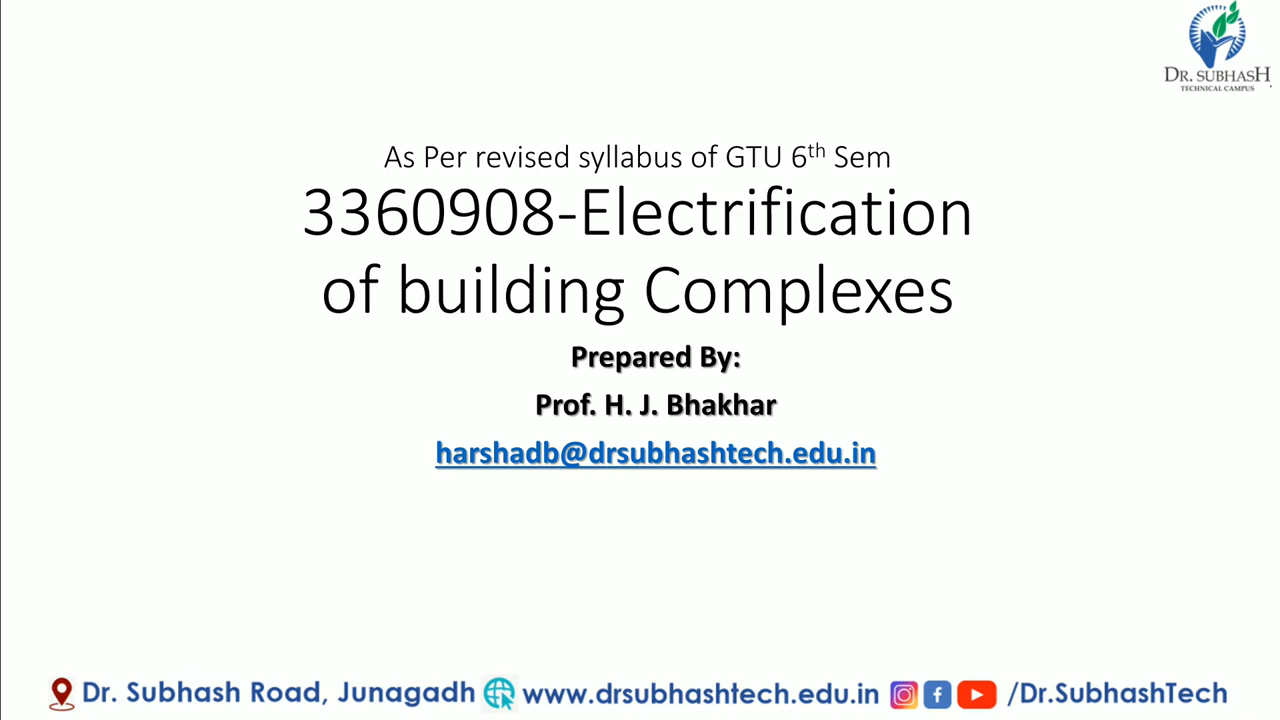 DR. SUBHASH
TECHNICAL CAMPUS
As Per revised syllabus of GTU 6th Sem
3360908-Electrification
of building Complexes
Prepared By:
Prof. H. J. Bhakhar
harshadb@drsubhashtech.edu.in
Dr. Subhash Road, Junagadh www.drsubhashtech.edu.in /Dr.SubhashTech